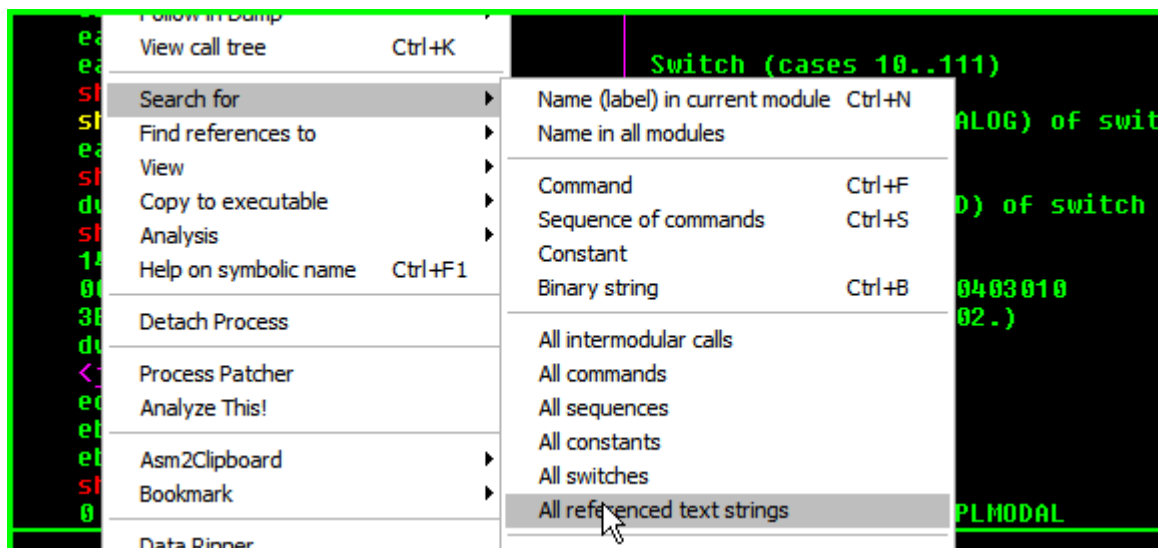 Follow in Dump
View call tree Ctrl+K
Switch (cases 10..111)
Search for
Find references to
View
Copy to executable
Analysis
Help on symbolic name Ctrl+F1
Detach Process
Process Patcher
Analyze This!
Asm2Clipboard
Bookmark
Data Ripper
Name (label) in current module Ctrl+N
Name in all modules
Command Ctrl+F
Sequence of commands Ctrl+S
Constant
Binary string Ctrl+B
All intermodular calls
All commands
All sequences
All constants
All switches
All referenced text strings
ALOG) of swit
D) of switch
0403010
02.)
PLMODAL